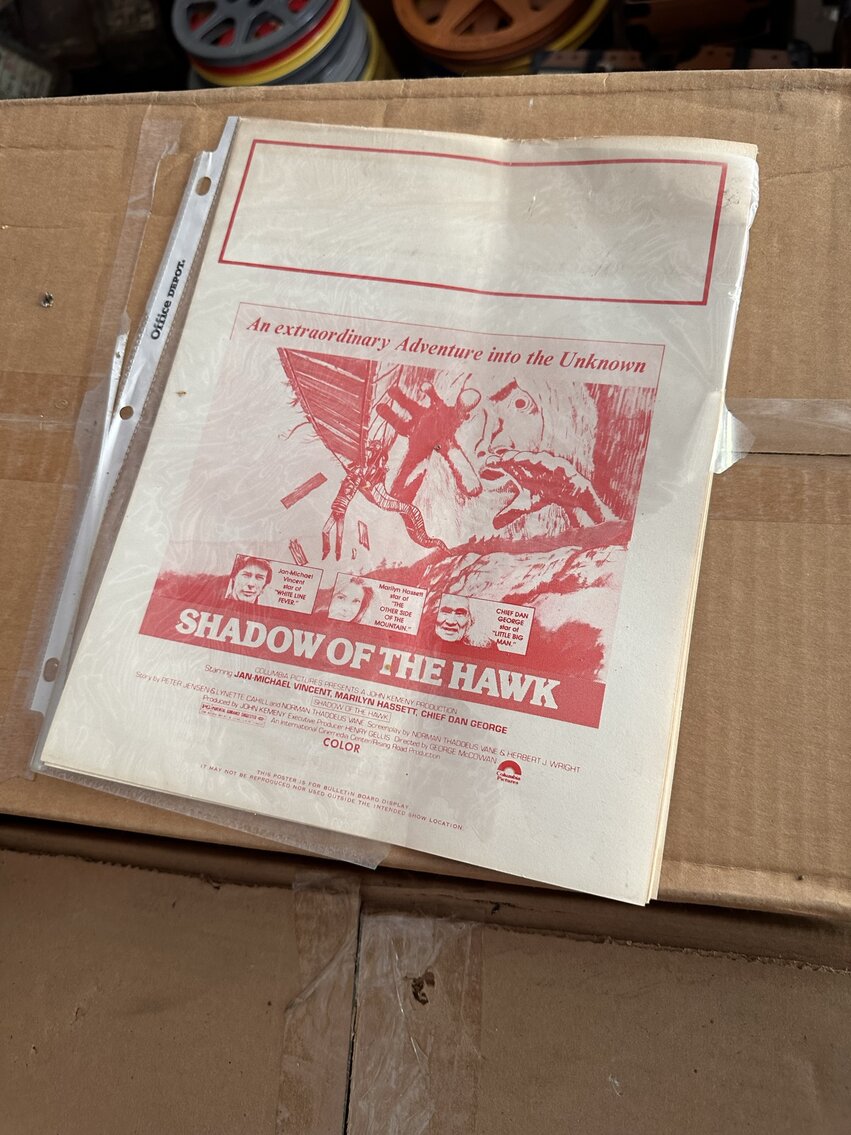 Office DEPOT.
An extraordinary Adventure into the Unknown
Jan-Michael
Vincent
star of
"WHITE LINE
FEVER."
Marilyn Hassett
star of
"THE
OTHER SIDE
OF THE
MOUNTAIN."
CHIEF DAN
GEORGE
star of
"LITTLE BIG
MAN."
SHADOW OF THE HAWK
COLUMBIA PICTURES PRESENTS A JOHN KEMENY PRODUCTION
Starring JAN-MICHAEL VINCENT, MARILYN HASSETT, CHIEF DAN GEORGE
SHADOW OF THE HAWK
Story by PETER JENSEN & LYNETTE CAHILL and NORMAN THADDEUS VANE Screenplay by NORMAN THADDEUS VANE & HERBERT J. WRIGHT
Produced by JOHN KEMENY Executive Producer HENRY GELLIS Directed by GEORGE McCOWAN
PG PARENTAL GUIDANCE SUGGESTED
An International Cinemedia Center/Rising Road Production
COLOR
Columbia
Pictures
THIS POSTER IS FOR BULLETIN BOARD DISPLAY
IT MAY NOT BE REPRODUCED NOR USED OUTSIDE THE INTENDED SHOW LOCATION.